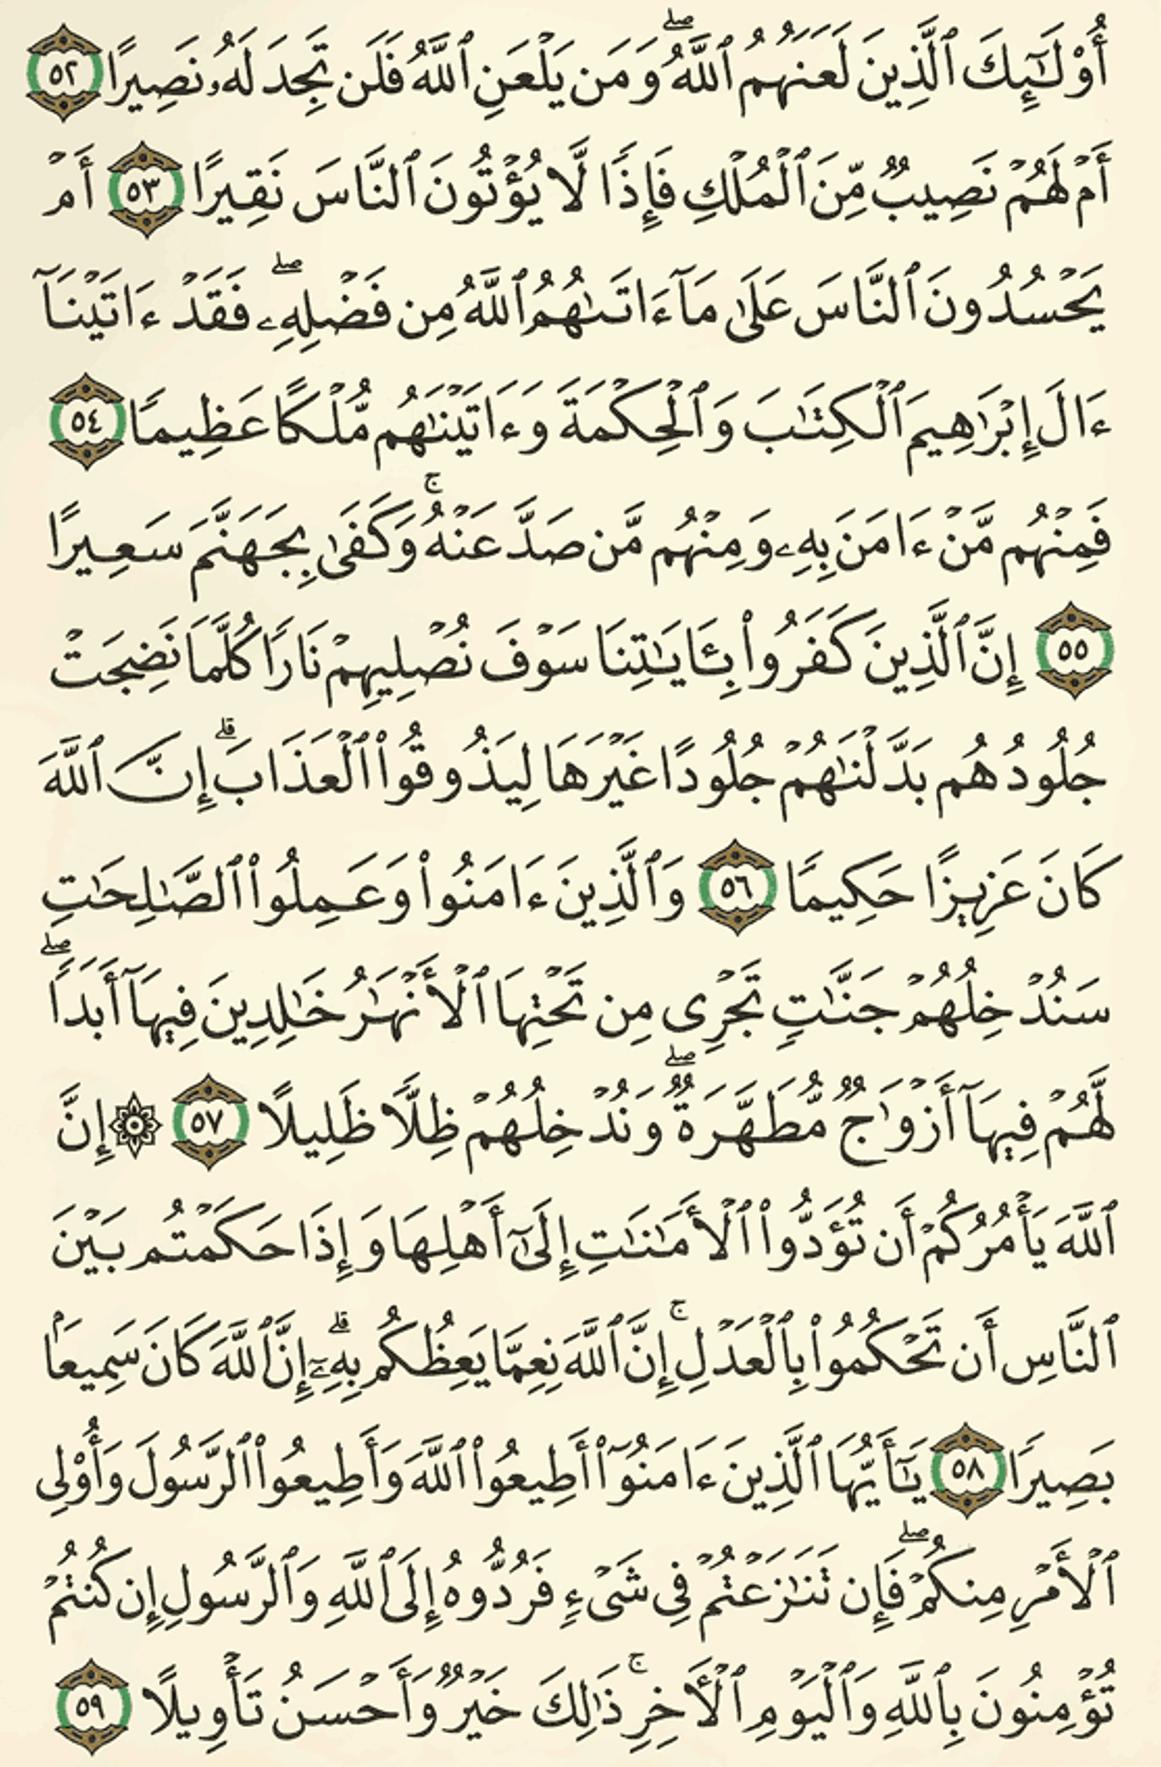 أُو۟لَـٰٓئِكَ ٱلَّذِينَ لَعَنَهُمُ ٱللَّهُ ۖ وَمَن يَلْعَنِ ٱللَّهُ فَلَن تَجِدَ لَهُۥ نَصِيرًا ٥٢
أَمْ لَهُمْ نَصِيبٌ مِّنَ ٱلْمُلْكِ فَإِذًا لَّا يُؤْتُونَ ٱلنَّاسَ نَقِيرًا ٥٣ أَمْ
يَحْسُدُونَ ٱلنَّاسَ عَلَىٰ مَآ ءَاتَىٰهُمُ ٱللَّهُ مِن فَضْلِهِۦ ۖ فَقَدْ ءَاتَيْنَآ
ءَالَ إِبْرَٰهِيمَ ٱلْكِتَـٰبَ وَٱلْحِكْمَةَ وَءَاتَيْنَـٰهُم مُّلْكًا عَظِيمًا ٥٤
فَمِنْهُم مَّنْ ءَامَنَ بِهِۦ وَمِنْهُم مَّن صَدَّ عَنْهُ ۚ وَكَفَىٰ بِجَهَنَّمَ سَعِيرًا
٥٥ إِنَّ ٱلَّذِينَ كَفَرُوا۟ بِـَٔايَـٰتِنَا سَوْفَ نُصْلِيهِمْ نَارًا كُلَّمَا نَضِجَتْ
جُلُودُهُم بَدَّلْنَـٰهُمْ جُلُودًا غَيْرَهَا لِيَذُوقُوا۟ ٱلْعَذَابَ ۗ إِنَّ ٱللَّهَ
كَانَ عَزِيزًا حَكِيمًا ٥٦ وَٱلَّذِينَ ءَامَنُوا۟ وَعَمِلُوا۟ ٱلصَّـٰلِحَـٰتِ
سَنُدْخِلُهُمْ جَنَّـٰتٍ تَجْرِى مِن تَحْتِهَا ٱلْأَنْهَـٰرُ خَـٰلِدِينَ فِيهَآ أَبَدًا ۖ
لَّهُمْ فِيهَآ أَزْوَٰجٌ مُّطَهَّرَةٌ ۖ وَنُدْخِلُهُمْ ظِلًّا ظَلِيلًا ٥٧ ۞ إِنَّ
ٱللَّهَ يَأْمُرُكُمْ أَن تُؤَدُّوا۟ ٱلْأَمَـٰنَـٰتِ إِلَىٰٓ أَهْلِهَا وَإِذَا حَكَمْتُم بَيْنَ
ٱلنَّاسِ أَن تَحْكُمُوا۟ بِٱلْعَدْلِ ۚ إِنَّ ٱللَّهَ نِعِمَّا يَعِظُكُم بِهِۦٓ ۗ إِنَّ ٱللَّهَ كَانَ سَمِيعًۢا
بَصِيرًا ٥٨ يَـٰٓأَيُّهَا ٱلَّذِينَ ءَامَنُوٓا۟ أَطِيعُوا۟ ٱللَّهَ وَأَطِيعُوا۟ ٱلرَّسُولَ وَأُو۟لِى
ٱلْأَمْرِ مِنكُمْ ۖ فَإِن تَنَـٰزَعْتُمْ فِى شَىْءٍ فَرُدُّوهُ إِلَى ٱللَّهِ وَٱلرَّسُولِ إِن كُنتُمْ
تُؤْمِنُونَ بِٱللَّهِ وَٱلْيَوْمِ ٱلْـَٔاخِرِ ۚ ذَٰلِكَ خَيْرٌ وَأَحْسَنُ تَأْوِيلًا ٥٩